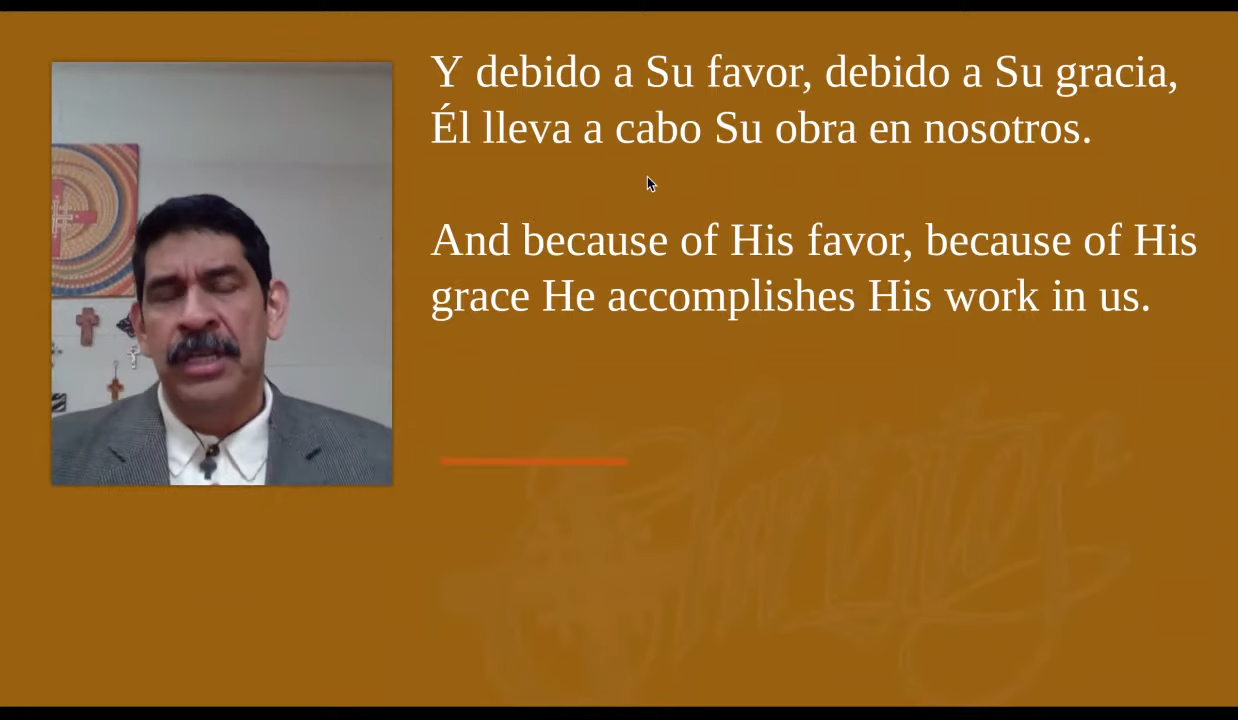 Y debido a Su favor, debido a Su gracia,
Él lleva a cabo Su obra en nosotros.
And because of His favor, because of His
grace He accomplishes His work in us.